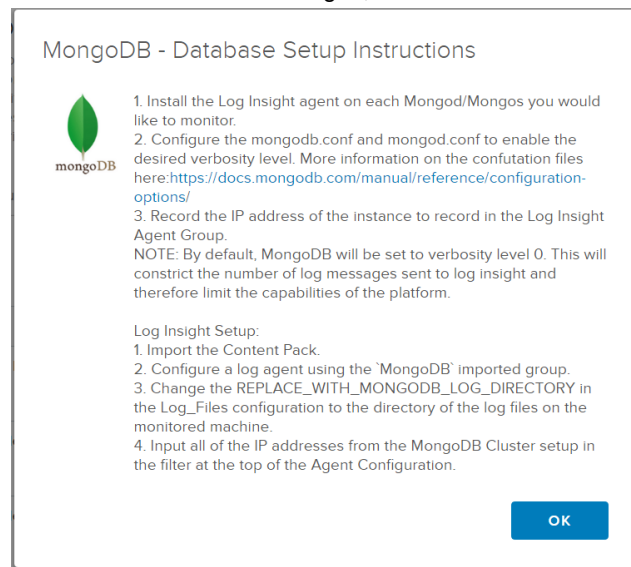 MongoDB - Database Setup Instructions
mongoDB
1. Install the Log Insight agent on each Mongod/Mongos you would
like to monitor.
2. Configure the mongodb.conf and mongod.conf to enable the
desired verbosity level. More information on the confutation files
here:https://docs.mongodb.com/manual/reference/configuration-
options/
3. Record the IP address of the instance to record in the Log Insight
Agent Group.
NOTE: By default, MongoDB will be set to verbosity level 0. This will
constrict the number of log messages sent to log insight and
therefore limit the capabilities of the platform.
Log Insight Setup:
1. Import the Content Pack.
2. Configure a log agent using the `MongoDB` imported group.
3. Change the REPLACE_WITH_MONGODB_LOG_DIRECTORY in
the Log_Files configuration to the directory of the log files on the
monitored machine.
4. Input all of the IP addresses from the MongoDB Cluster setup in
the filter at the top of the Agent Configuration.
OK